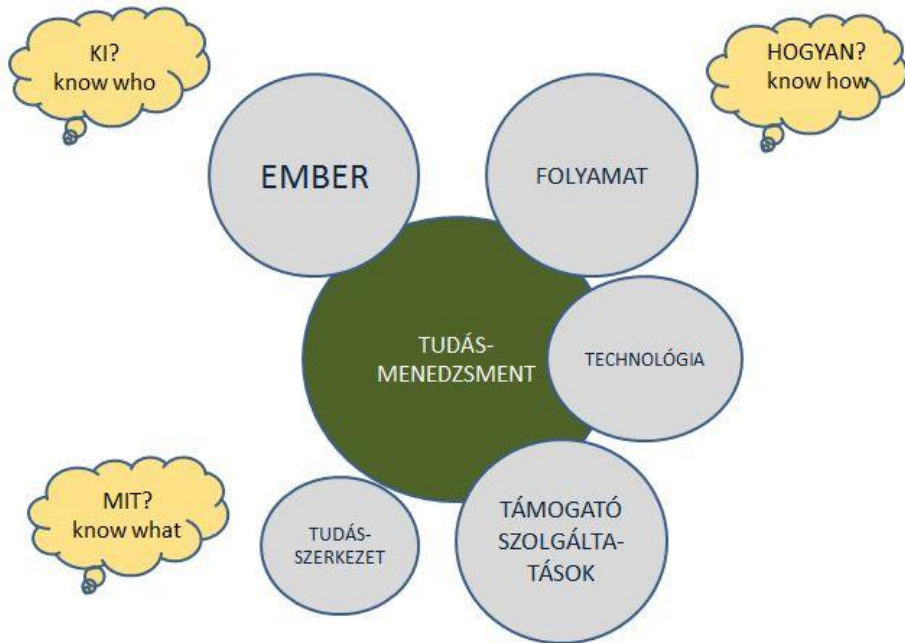 KI?
know who
HOGYAN?
know how
EMBER
FOLYAMAT
TUDÁS-
MENEDZSMENT
TECHNOLÓGIA
MIT?
know what
TUDÁS-
SZERKEZET
TÁMOGATÓ
SZOLGÁLTA-
TÁSOK